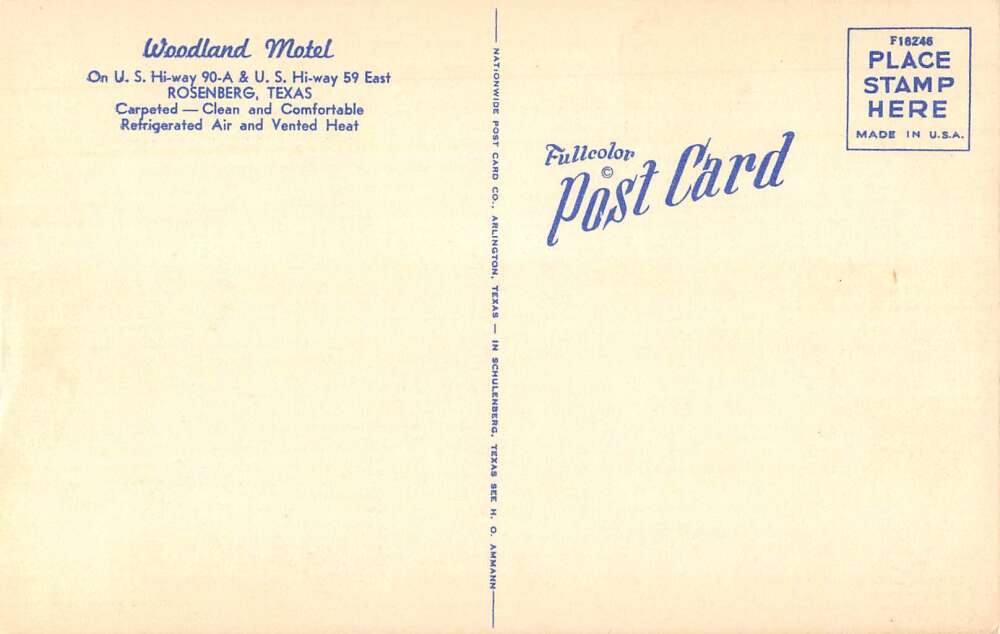 Woodland Motel
On U. S. Hi-way 90-A & U. S. Hi-way 59 East
ROSENBERG, TEXAS
Carpeted — Clean and Comfortable
Refrigerated Air and Vented Heat
NATIONWIDE POST CARD CO., ARLINGTON, TEXAS — IN SCHULENBERG, TEXAS SEE H. O. AMMANN
Fullcolor
©
Post Card
F16246
PLACE
STAMP
HERE
MADE IN U.S.A.